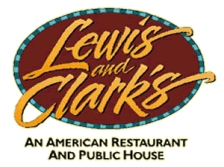 Lewis
and
Clark's
AN AMERICAN RESTAURANT
AND PUBLIC HOUSE